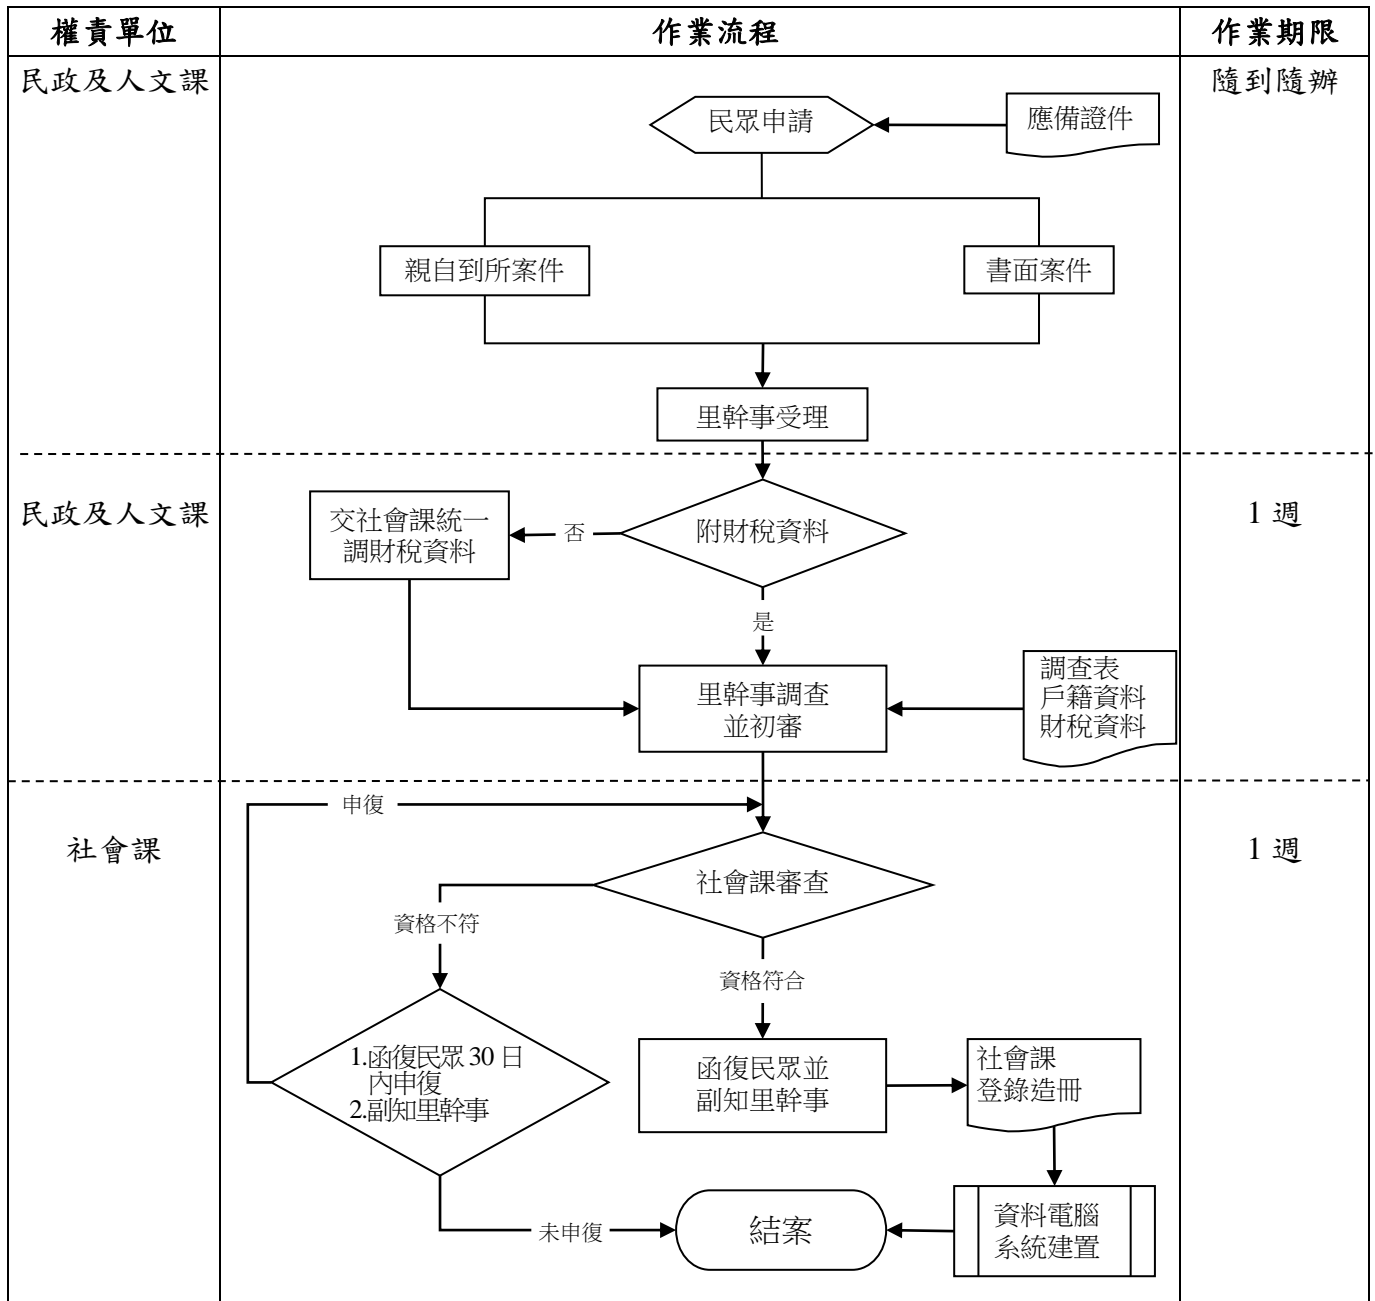 權責單位
作業流程
作業期限
民政及人文課
隨到隨辦
民眾申請
應備證件
親自到所案件
書面案件
里幹事受理
民政及人文課
1 週
交社會課統一
調財稅資料
否
附財稅資料
是
里幹事調查
並初審
調查表
戶籍資料
財稅資料
申復
社會課
1 週
社會課審查
資格不符
資格符合
1.函復民眾 30 日
內申復
2.副知里幹事
函復民眾並
副知里幹事
社會課
登錄造冊
未申復
結案
資料電腦
系統建置